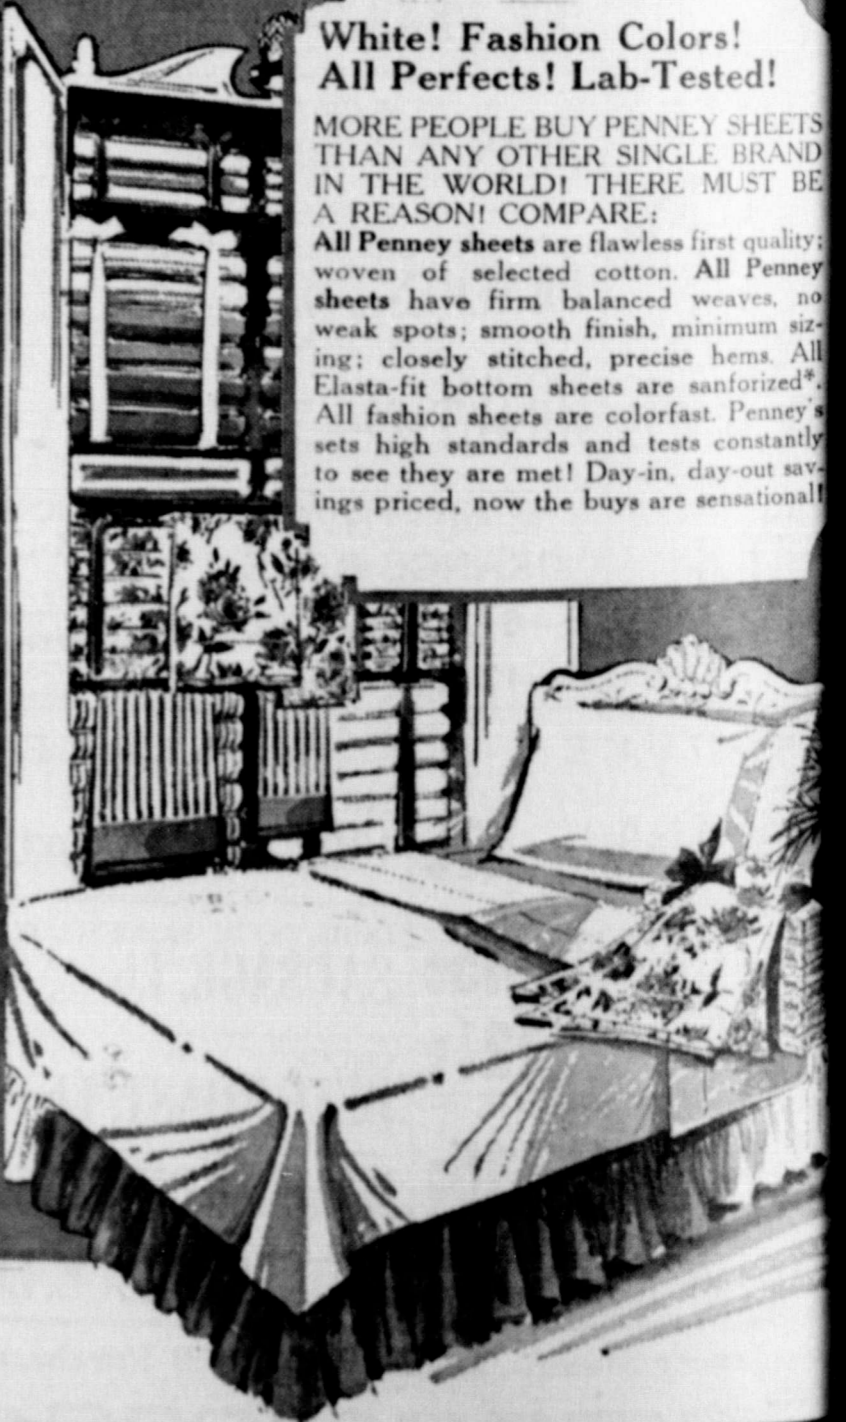 White! Fashion Colors!
All Perfects! Lab-Tested!
MORE PEOPLE BUY PENNEY SHEETS
THAN ANY OTHER SINGLE BRAND
IN THE WORLD! THERE MUST BE
A REASON! COMPARE:
All Penney sheets are flawless first quality;
woven of selected cotton. All Penney
sheets have firm balanced weaves, no
weak spots; smooth finish, minimum siz-
ing; closely stitched, precise hems. All
Elasta-fit bottom sheets are sanforized*.
All fashion sheets are colorfast. Penney's
sets high standards and tests constantly
to see they are met! Day-in, day-out sav-
ings priced, now the buys are sensational!